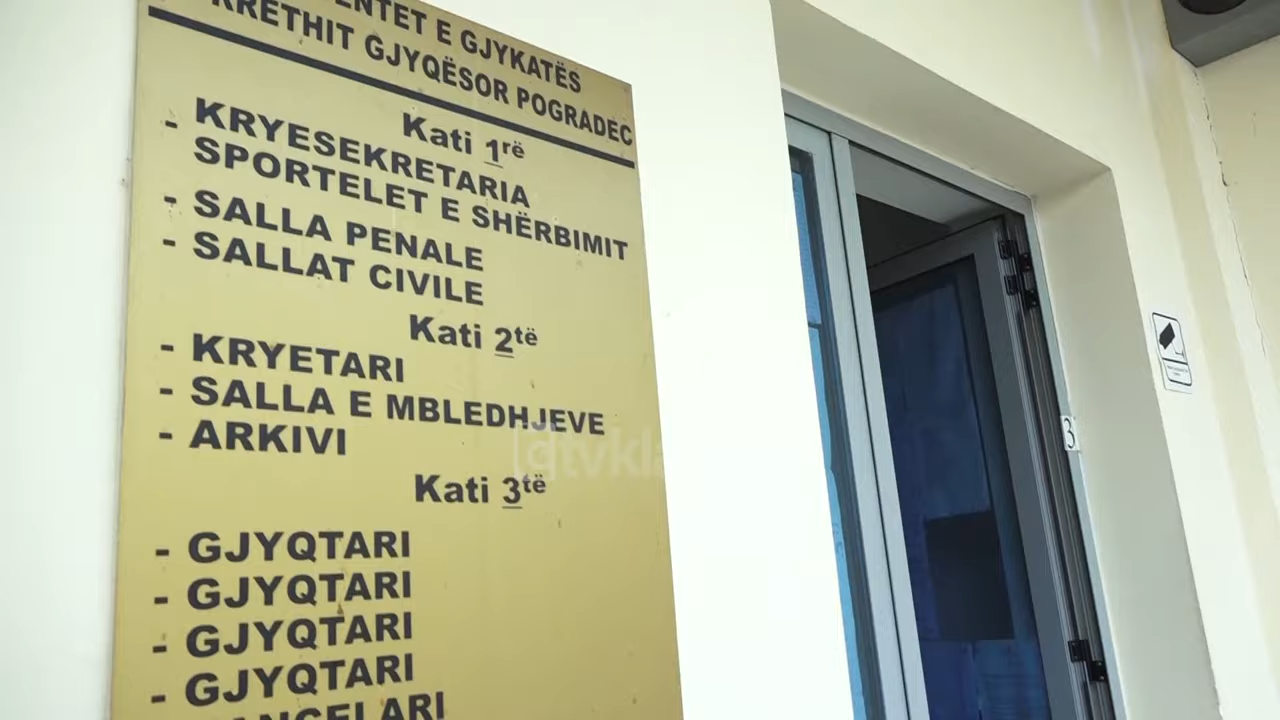 E GJYKATËS
RRETHIT GJYQËSOR POGRADEC
Kati 1rë
- KRYESEKRETARIA
SPORTELET E SHËRBIMIT
- SALLA PENALE
- SALLAT CIVILE
Kati 2të
- KRYETARI
- SALLA E MBLEDHJEVE
- ARKIVI
Kati 3të
- GJYQTARI
- GJYQTARI
- GJYQTARI
- GJYQTARI
3